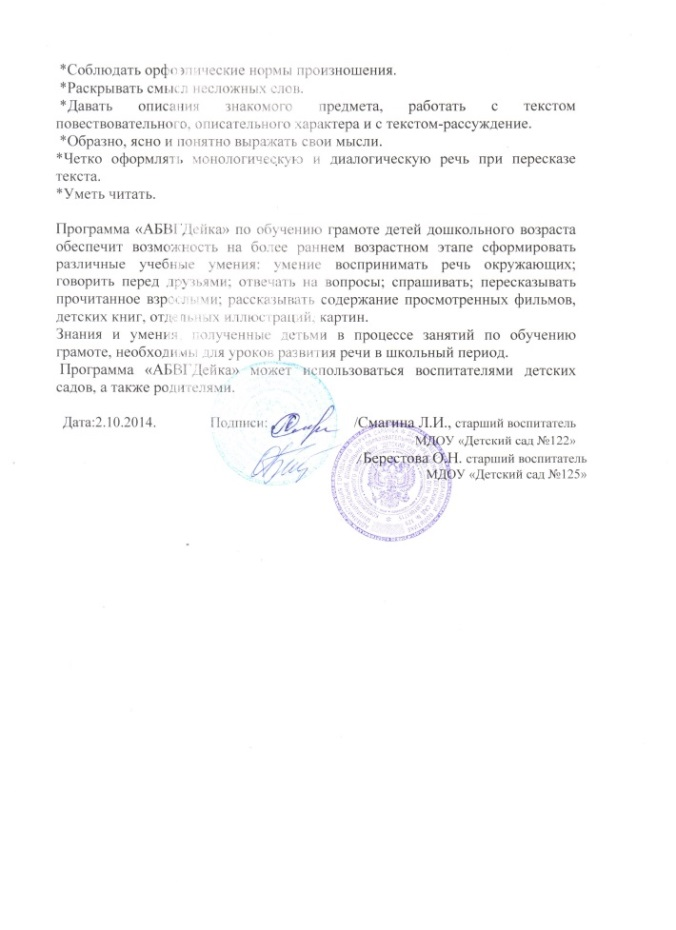 *Соблюдать орфоэпические нормы произношения.
*Раскрывать смысл несложных слов.
*Давать описания знакомого предмета, работать с текстом
повествовательного, описательного характера и с текстом-рассуждение.
*Образно, ясно и понятно выражать свои мысли.
*Четко оформлять монологическую и диалогическую речь при пересказе
текста.
*Уметь читать.
Программа «АБВГДейка» по обучению грамоте детей дошкольного возраста
обеспечит возможность на более раннем возрастном этапе сформировать
различные учебные умения: умение воспринимать речь окружающих;
говорить перед друзьями; отвечать на вопросы; спрашивать; пересказывать
прочитанное взрослыми; рассказывать содержание просмотренных фильмов,
детских книг, отдельных иллюстраций, картин.
Знания и умения, полученные детьми в процессе занятий по обучению
грамоте, необходимы для уроков развития речи в школьный период.
Программа «АБВГДейка» может использоваться воспитателями детских
садов, а также родителями.
Дата:2.10.2014. Подписи: /Смагина Л.И., старший воспитатель
МДОУ «Детский сад №122»
/Берестова О.Н. старший воспитатель
МДОУ «Детский сад №125»